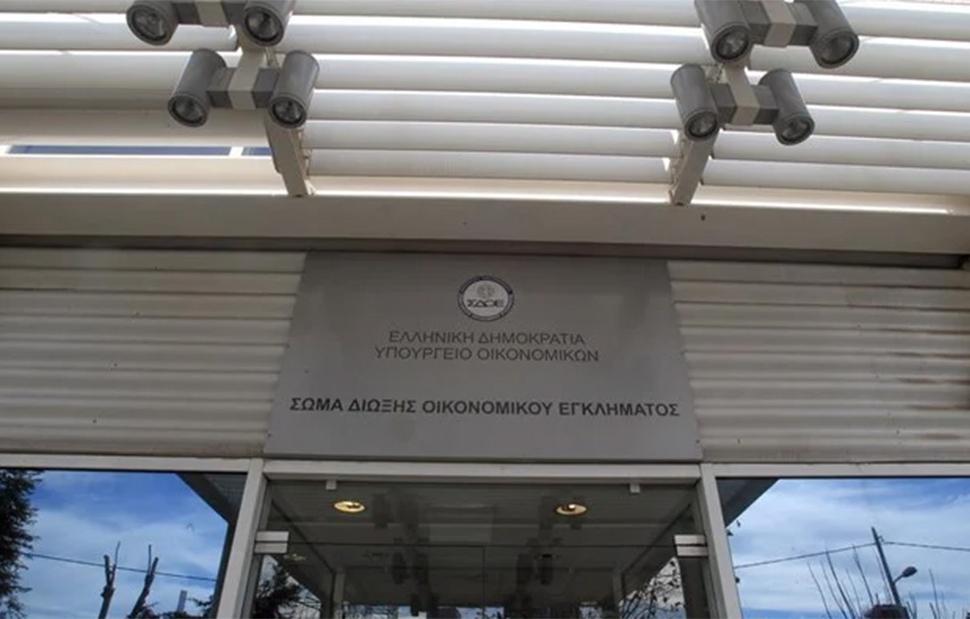 ΣΔΟΕ
ΕΛΛΗΝΙΚΗ ΔΗΜΟΚΡΑΤΙΑ
ΥΠΟΥΡΓΕΙΟ ΟΙΚΟΝΟΜΙΚΩΝ
ΣΩΜΑ ΔΙΩΞΗΣ ΟΙΚΟΝΟΜΙΚΟΥ ΕΓΚΛΗΜΑΤΟΣ